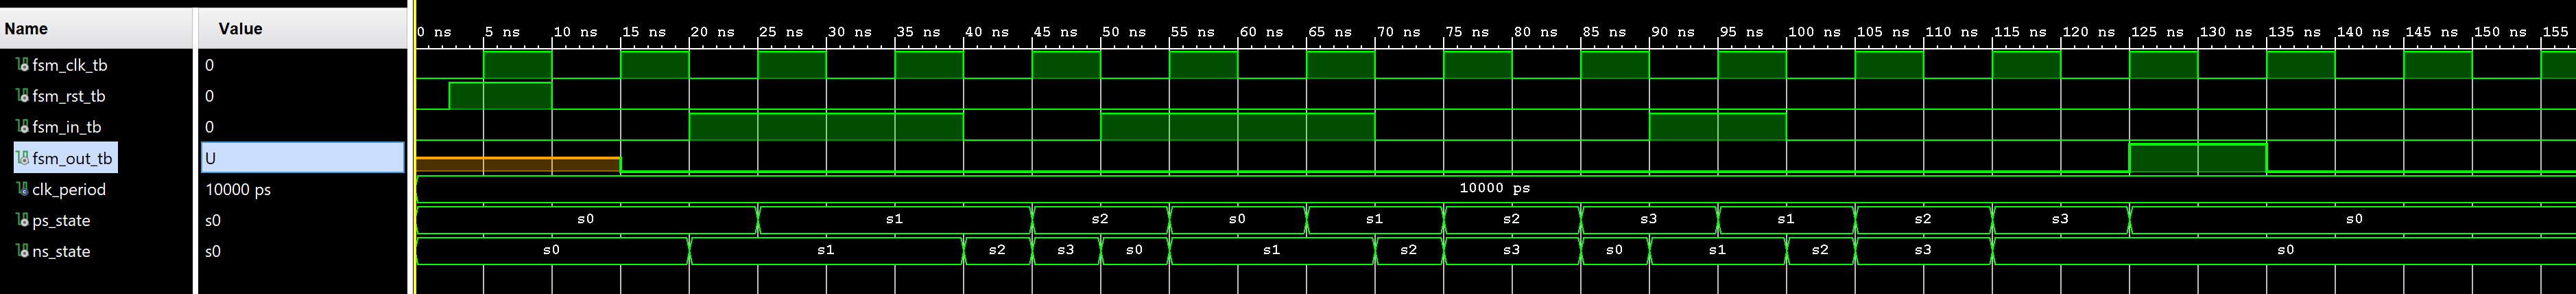 Name Value
0 ns 5 ns 10 ns 15 ns 20 ns 25 ns 30 ns 35 ns 40 ns 45 ns 50 ns 55 ns 60 ns 65 ns 70 ns 75 ns 80 ns 85 ns 90 ns 95 ns 100 ns 105 ns 110 ns 115 ns 120 ns 125 ns 130 ns 135 ns 140 ns 145 ns 150 ns 155
fsm_clk_tb 0
fsm_rst_tb 0
fsm_in_tb 0
fsm_out_tb U
clk_period 10000 ps 10000 ps
ps_state s0 s0 s1 s2 s0 s1 s2 s3 s1 s2 s3 s0
ns_state s0 s0 s1 s2 s3 s0 s1 s2 s3 s0 s1 s2 s3 s0